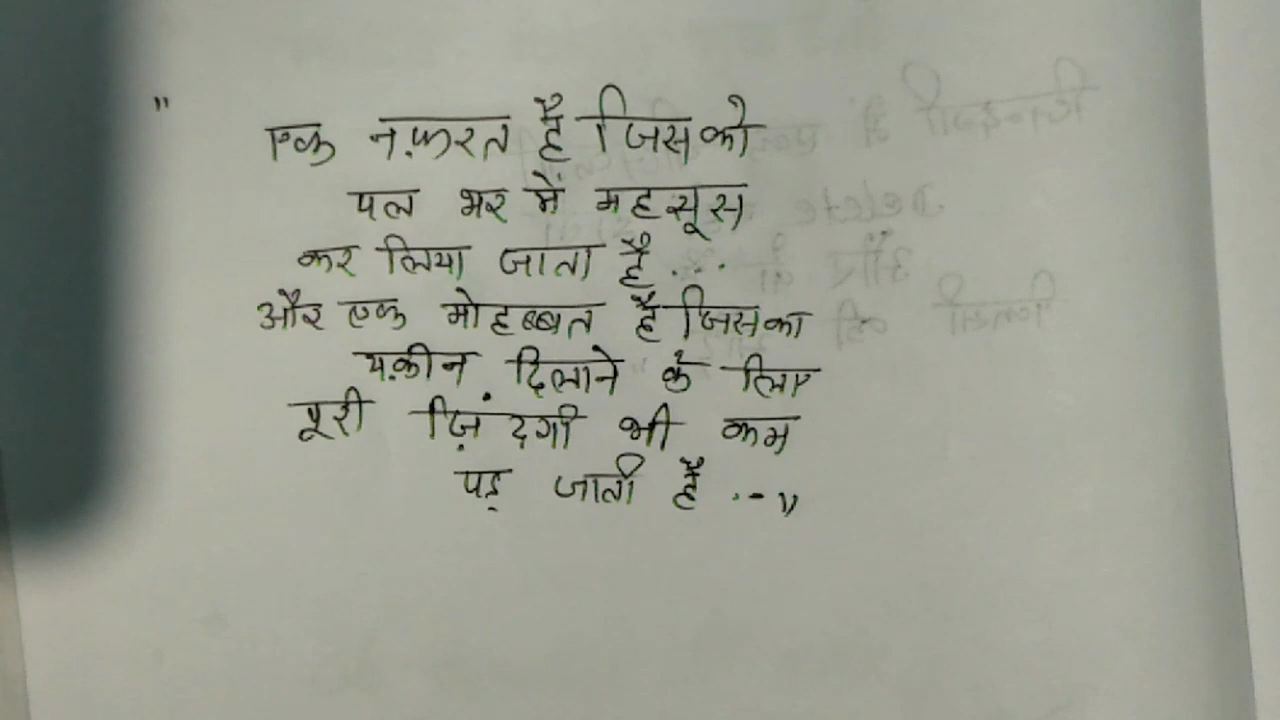 "
एक नफ़रत है जिसको
पल भर में महसूस
कर लिया जाता है...
और एक मोहब्बत है जिसका
यक़ीन दिलाने के लिए
पूरी ज़िंदगी भी कम
पड़ जाती है ..."